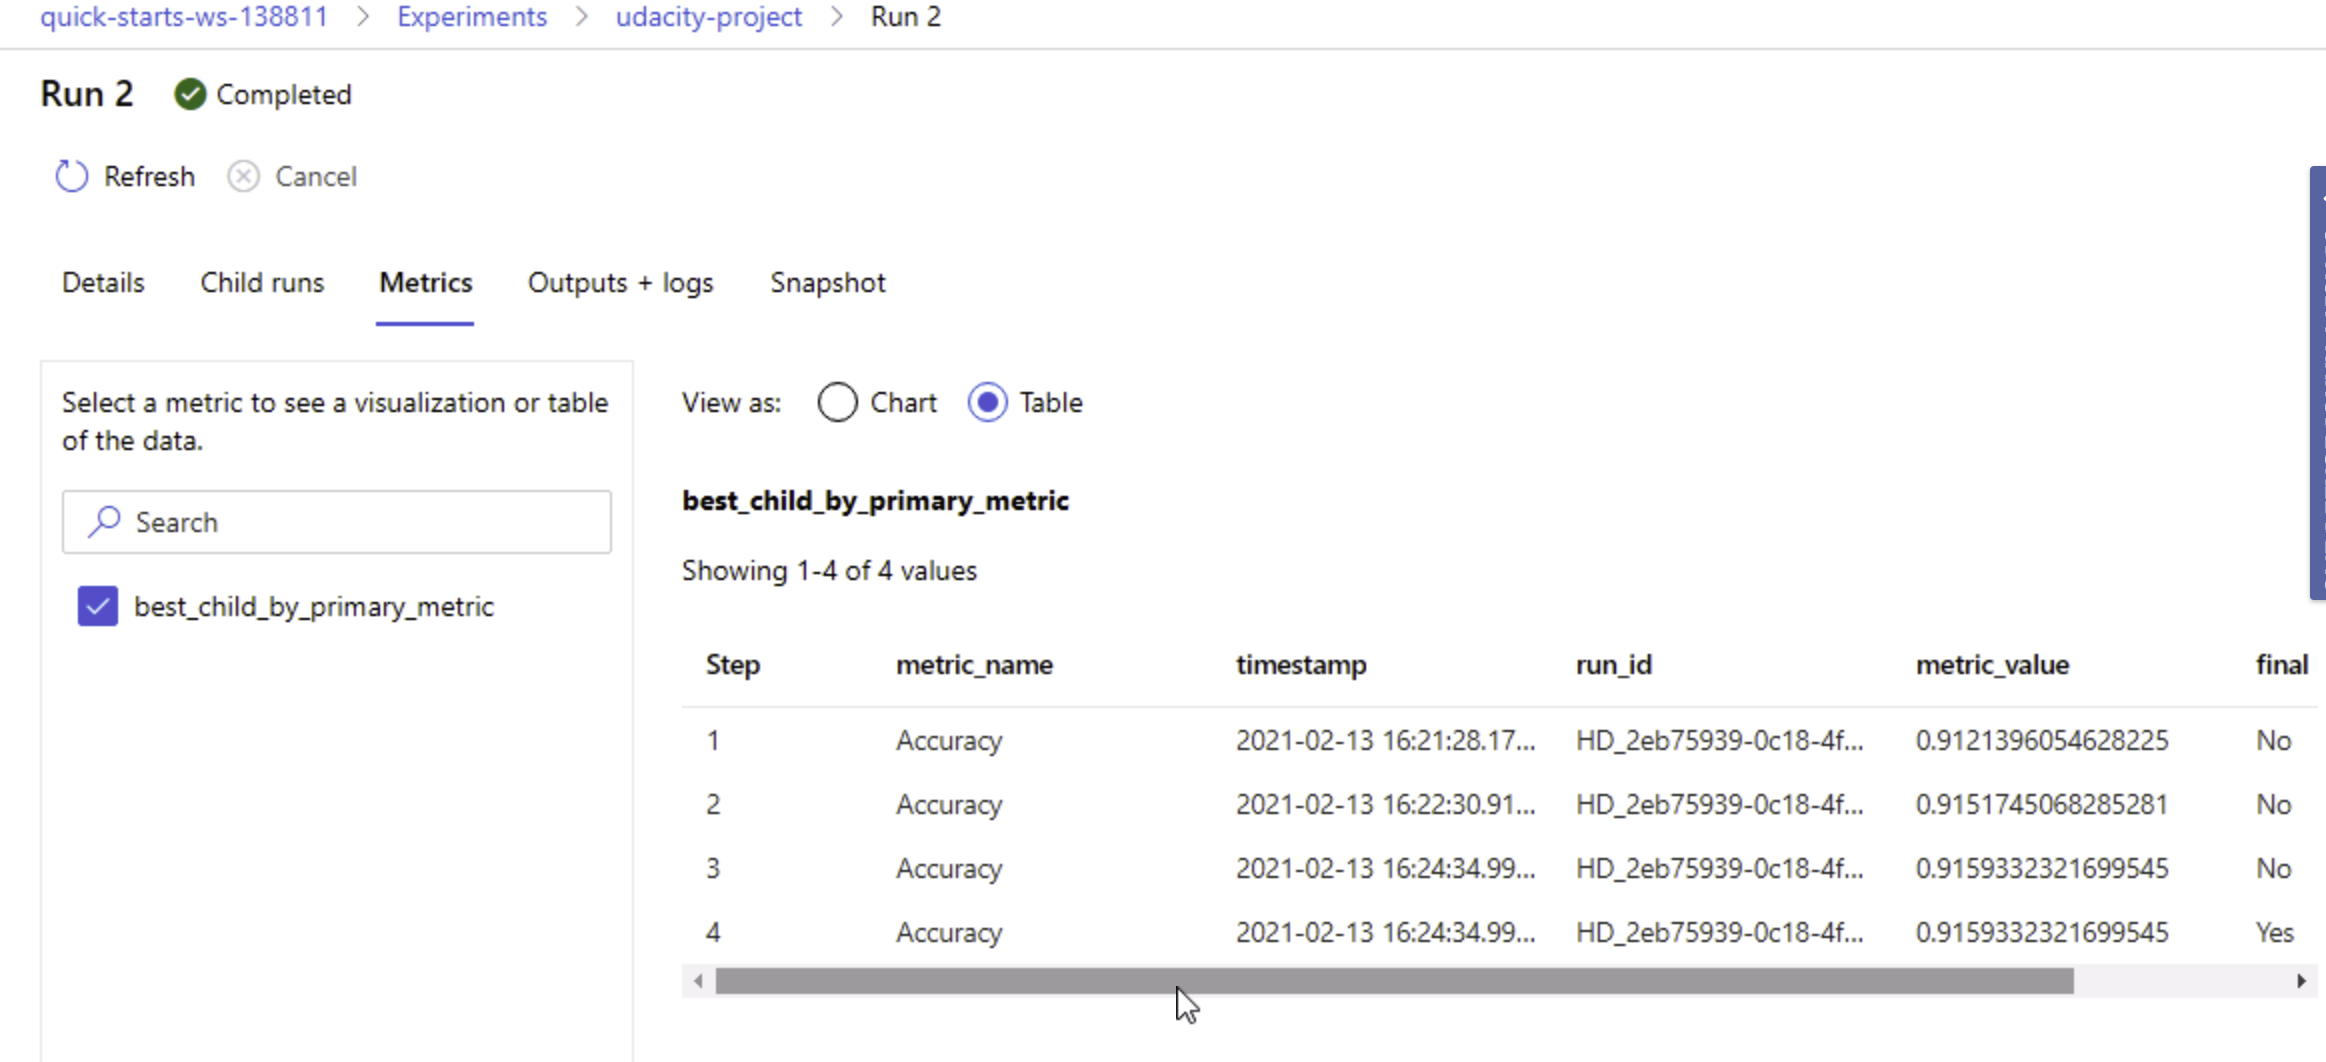 quick-starts-ws-138811 > Experiments > udacity-project > Run 2
Run 2 Completed
Refresh Cancel
Details Child runs Metrics Outputs + logs Snapshot
Select a metric to see a visualization or table
of the data.
Search
best_child_by_primary_metric
View as: Chart Table
best_child_by_primary_metric
Showing 1-4 of 4 values
Step metric_name timestamp run_id metric_value final
1 Accuracy 2021-02-13 16:21:28.17... HD_2eb75939-0c18-4f... 0.9121396054628225 No
2 Accuracy 2021-02-13 16:22:30.91... HD_2eb75939-0c18-4f... 0.9151745068285281 No
3 Accuracy 2021-02-13 16:24:34.99... HD_2eb75939-0c18-4f... 0.9159332321699545 No
4 Accuracy 2021-02-13 16:24:34.99... HD_2eb75939-0c18-4f... 0.9159332321699545 Yes